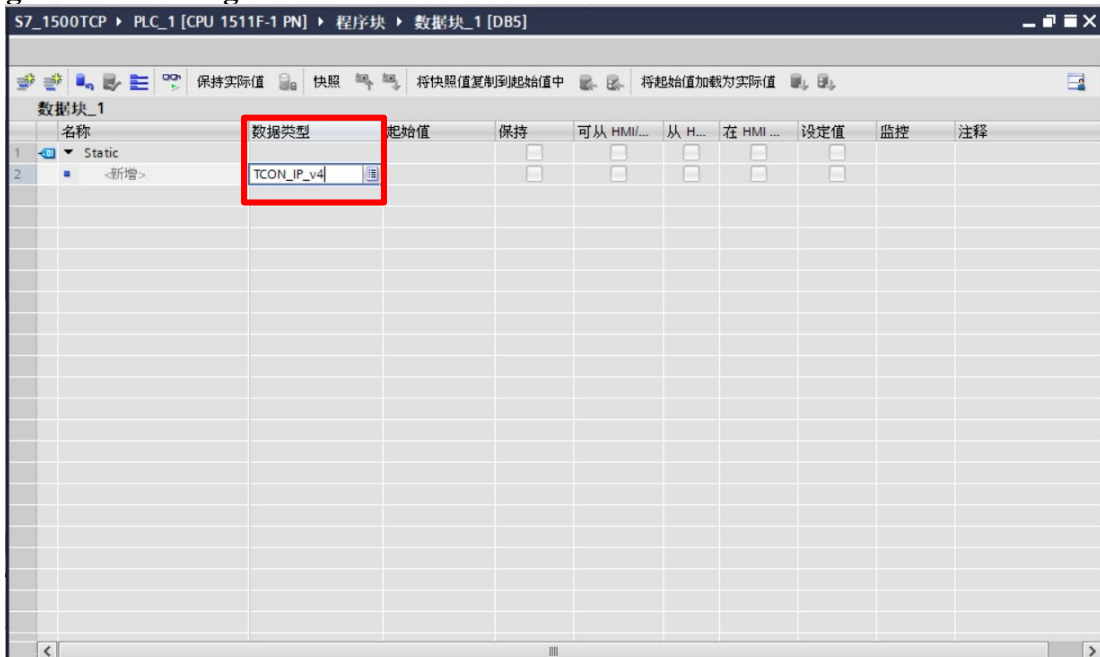 S7_1500TCP ▸ PLC_1 [CPU 1511F-1 PN] ▸ 程序块 ▸ 数据块_1 [DB5]
保持实际值 快照 将快照值复制到起始值中 将起始值加载为实际值
数据块_1
名称 数据类型 起始值 保持 可从 HMI/... 从 H... 在 HMI ... 设定值 监控 注释
1 Static
2 <新增> TCON_IP_v4